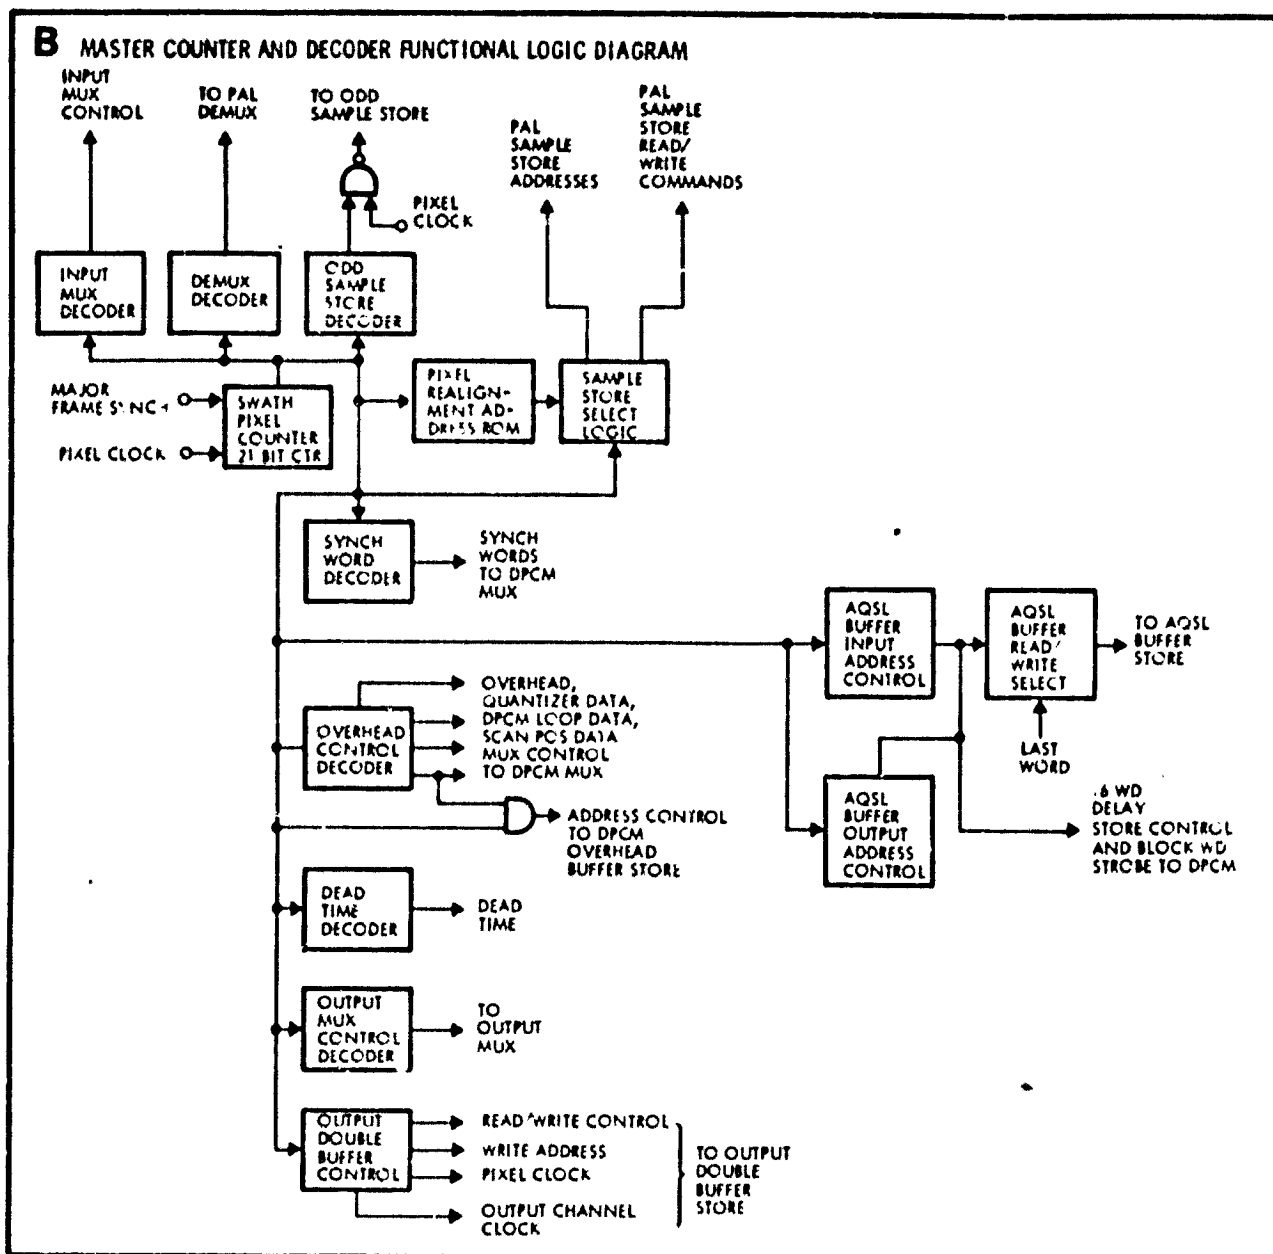 B MASTER COUNTER AND DECODER FUNCTIONAL LOGIC DIAGRAM
INPUT
MUX
CONTROL
TO PAL
DEMUX
TO ODD
SAMPLE STORE
PAL
SAMPLE
STORE
ADDRESSES
PAL
SAMPLE
STORE
READ/
WRITE
COMMANDS
PIXEL
CLOCK
INPUT
MUX
DECODER
DEMUX
DECODER
ODD
SAMPLE
STORE
DECODER
MAJOR
FRAME SYNCH
PIXEL CLOCK
SWATH
PIXEL
COUNTER
21 BIT CTR
PIXEL
REALIGN-
MENT AD-
DRESS ROM
SAMPLE
STORE
SELECT
LOGIC
SYNCH
WORD
DECODER
SYNCH
WORDS
TO DPCM
MUX
AQSL
BUFFER
INPUT
ADDRESS
CONTROL
AQSL
BUFFER
READ/
WRITE
SELECT
TO AQSL
BUFFER
STORE
OVERHEAD
CONTROL
DECODER
OVERHEAD,
QUANTIZER DATA,
DPCM LOOP DATA,
SCAN POS DATA
MUX CONTROL
TO DPCM MUX
LAST
WORD
ADDRESS CONTROL
TO DPCM
OVERHEAD
BUFFER STORE
AQSL
BUFFER
OUTPUT
ADDRESS
CONTROL
WD
DELAY
STORE CONTROL
AND BLOCK WD
STROBE TO DPCM
DEAD
TIME
DECODER
DEAD
TIME
OUTPUT
MUX
CONTROL
DECODER
TO
OUTPUT
MUX
OUTPUT
DOUBLE
BUFFER
CONTROL
READ/WRITE CONTROL
WRITE ADDRESS
PIXEL CLOCK
OUTPUT CHANNEL
CLOCK
TO OUTPUT
DOUBLE
BUFFER
STORE